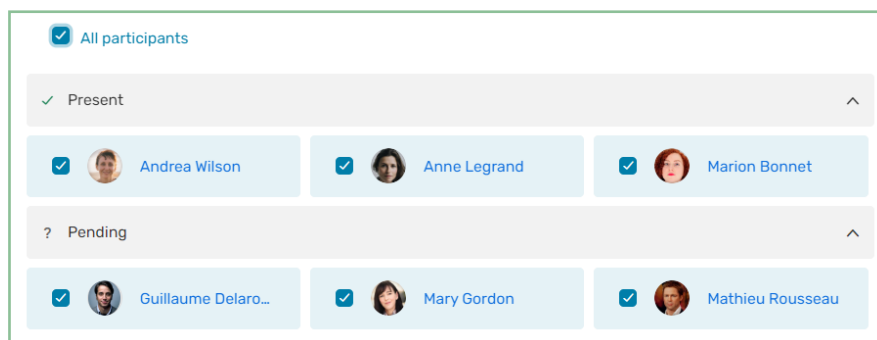 All participants
Present
Andrea Wilson
Anne Legrand
Marion Bonnet
? Pending
Guillaume Delaro...
Mary Gordon
Mathieu Rousseau